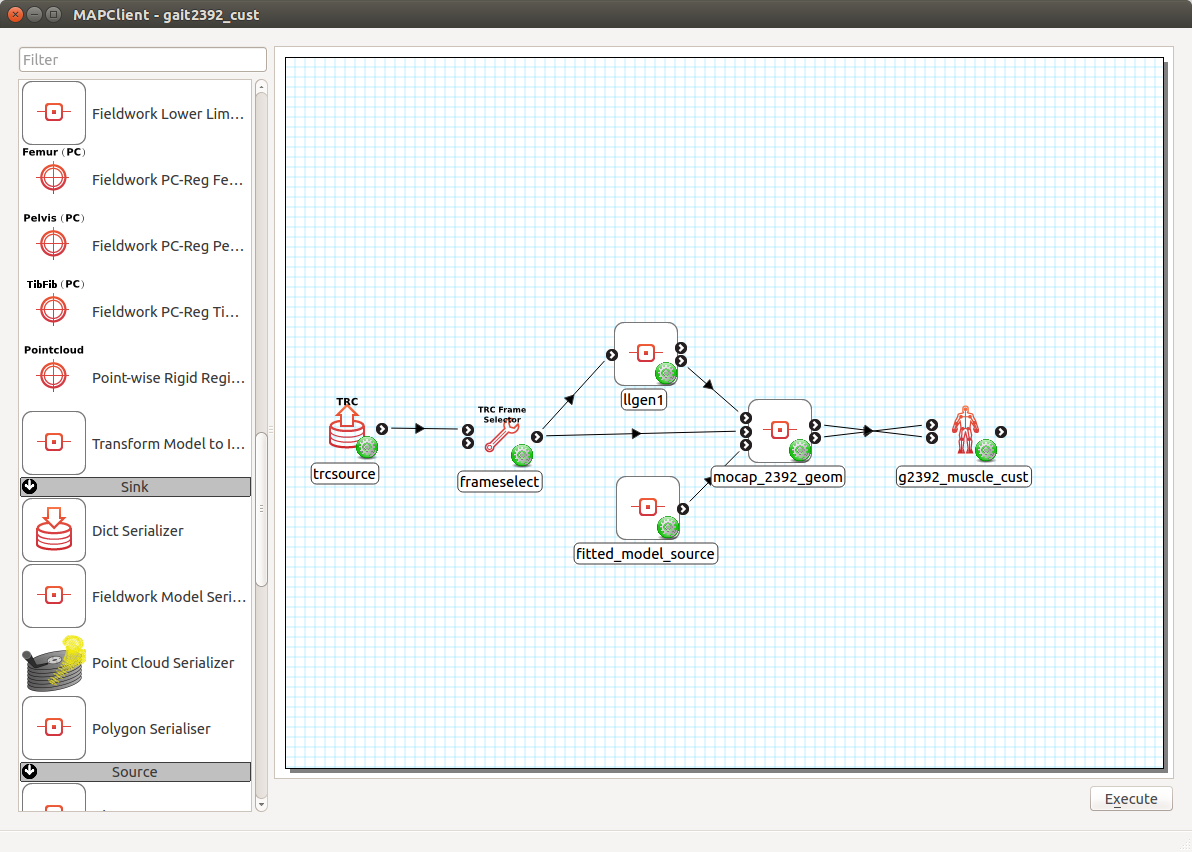 MAPClient - gait2392_cust
Filter
Fieldwork Lower Lim...
Femur (PC)
Fieldwork PC-Reg Fe...
Pelvis (PC)
Fieldwork PC-Reg Pe...
TibFib (PC)
Fieldwork PC-Reg Ti...
Pointcloud
Point-wise Rigid Regi...
Transform Model to I...
Sink
Dict Serializer
Fieldwork Model Seri...
Point Cloud Serializer
Polygon Serialiser
Source
TRC
trcsource
TRC Frame
Selector
frameselect
llgen1
mocap_2392_geom
fitted_model_source
g2392_muscle_cust
Execute